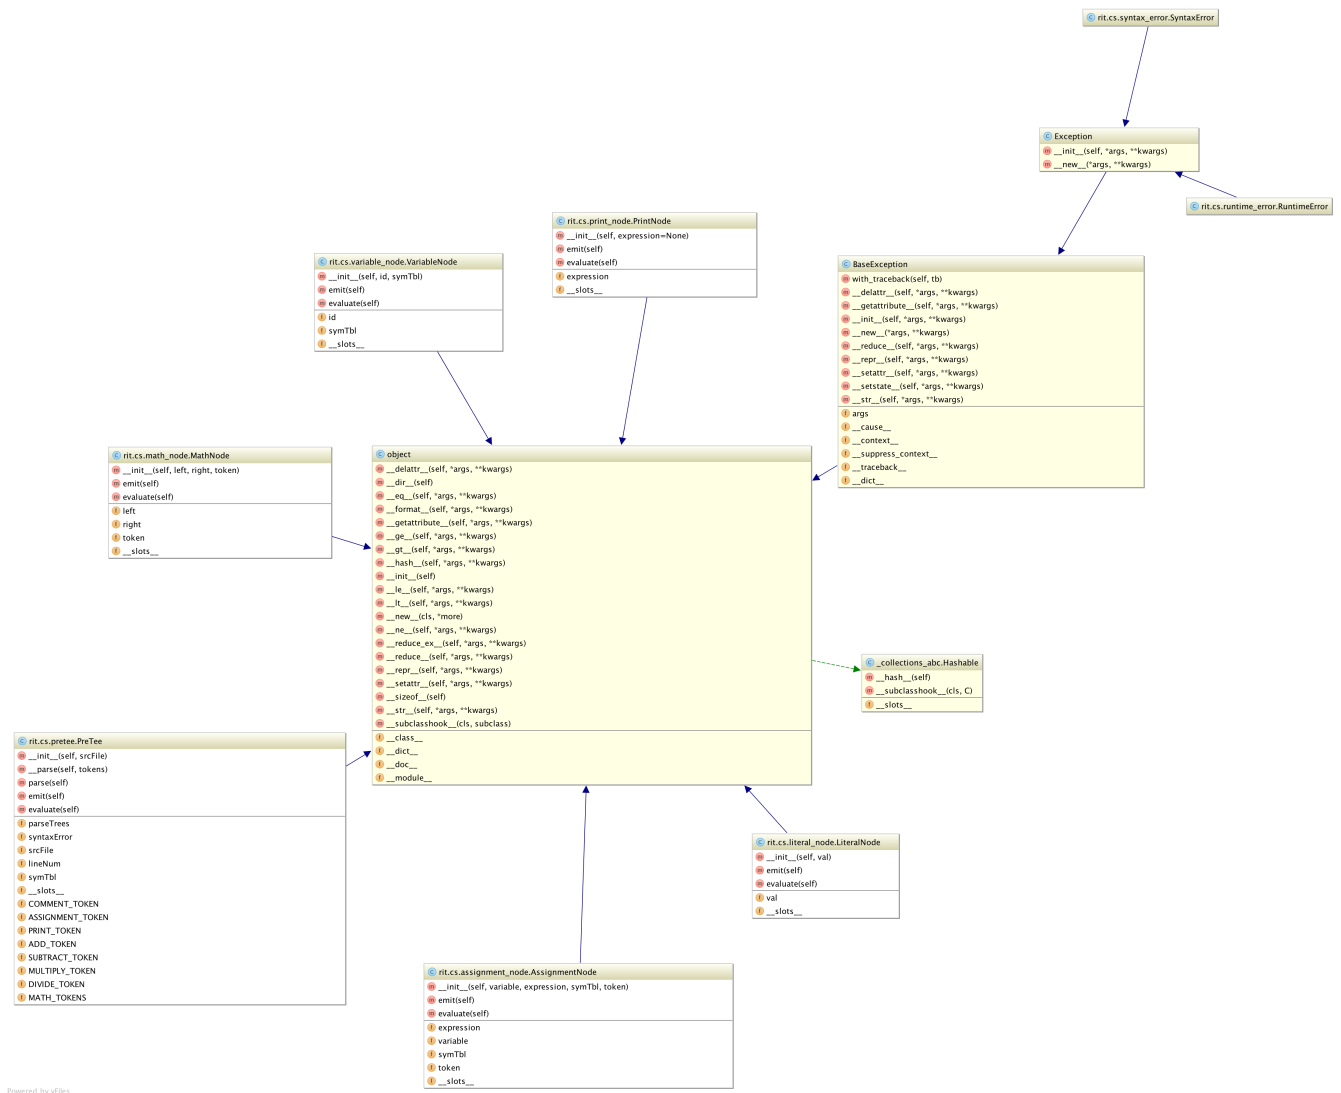 rit.cs.syntax_error.SyntaxError
Exception
__init__(self, *args, **kwargs)
__new__(*args, **kwargs)
rit.cs.runtime_error.RuntimeError
rit.cs.print_node.PrintNode
__init__(self, expression=None)
emit(self)
evaluate(self)
expression
__slots__
rit.cs.variable_node.VariableNode
__init__(self, id, symTbl)
emit(self)
evaluate(self)
id
symTbl
__slots__
BaseException
with_traceback(self, tb)
__delattr__(self, *args, **kwargs)
__getattribute__(self, *args, **kwargs)
__init__(self, *args, **kwargs)
__new__(*args, **kwargs)
__reduce__(self, *args, **kwargs)
__repr__(self, *args, **kwargs)
__setattr__(self, *args, **kwargs)
__setstate__(self, *args, **kwargs)
__str__(self, *args, **kwargs)
args
__cause__
__context__
__suppress_context__
__traceback__
__dict__
rit.cs.math_node.MathNode
__init__(self, left, right, token)
emit(self)
evaluate(self)
left
right
token
__slots__
object
__delattr__(self, *args, **kwargs)
__dir__(self)
__eq__(self, *args, **kwargs)
__format__(self, *args, **kwargs)
__getattribute__(self, *args, **kwargs)
__ge__(self, *args, **kwargs)
__gt__(self, *args, **kwargs)
__hash__(self, *args, **kwargs)
__init__(self)
__le__(self, *args, **kwargs)
__lt__(self, *args, **kwargs)
__new__(cls, *more)
__ne__(self, *args, **kwargs)
__reduce_ex__(self, *args, **kwargs)
__reduce__(self, *args, **kwargs)
__repr__(self, *args, **kwargs)
__setattr__(self, *args, **kwargs)
__sizeof__(self)
__str__(self, *args, **kwargs)
__subclasshook__(cls, subclass)
__class__
__dict__
__doc__
__module__
_collections_abc.Hashable
__hash__(self)
__subclasshook__(cls, C)
__slots__
rit.cs.pretee.PreTee
__init__(self, srcFile)
__parse(self, tokens)
parse(self)
emit(self)
evaluate(self)
parseTrees
syntaxError
srcFile
lineNum
symTbl
__slots__
COMMENT_TOKEN
ASSIGNMENT_TOKEN
PRINT_TOKEN
ADD_TOKEN
SUBTRACT_TOKEN
MULTIPLY_TOKEN
DIVIDE_TOKEN
MATH_TOKENS
rit.cs.literal_node.LiteralNode
__init__(self, val)
emit(self)
evaluate(self)
val
__slots__
rit.cs.assignment_node.AssignmentNode
__init__(self, variable, expression, symTbl, token)
emit(self)
evaluate(self)
expression
variable
symTbl
token
__slots__
Powered by yFiles